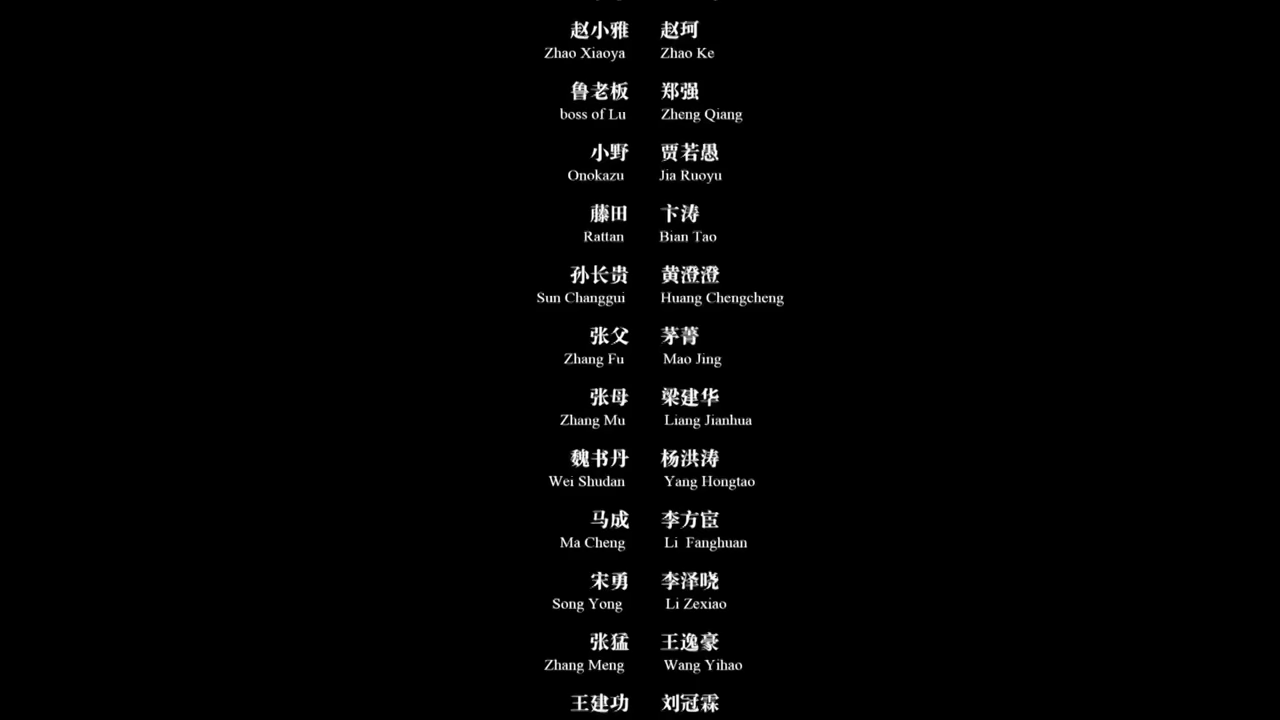 赵小雅 赵珂
Zhao Xiaoya Zhao Ke
鲁老板 郑强
boss of Lu Zheng Qiang
小野 贾若愚
Onokazu Jia Ruoyu
藤田 卞涛
Rattan Bian Tao
孙长贵 黄澄澄
Sun Changgui Huang Chengcheng
张父 茅菁
Zhang Fu Mao Jing
张母 梁建华
Zhang Mu Liang Jianhua
魏书丹 杨洪涛
Wei Shudan Yang Hongtao
马成 李方宦
Ma Cheng Li Fanghuan
宋勇 李泽晓
Song Yong Li Zexiao
张猛 王逸豪
Zhang Meng Wang Yihao
王建功 刘冠霖